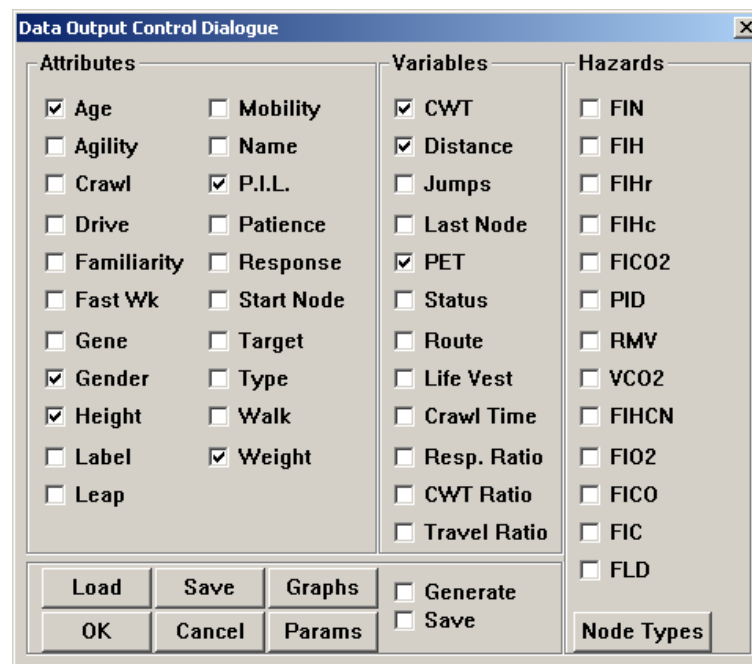 Data Output Control Dialogue
Attributes
Age
Agility
Crawl
Drive
Familiarity
Fast Wk
Gene
Gender
Height
Label
Leap
Mobility
Name
P.I.L.
Patience
Response
Start Node
Target
Type
Walk
Weight
Variables
CWT
Distance
Jumps
Last Node
PET
Status
Route
Life Vest
Crawl Time
Resp. Ratio
CWT Ratio
Travel Ratio
Hazards
FIN
FIH
FIHr
FIHc
FICO2
PID
RMV
VCO2
FIHCN
FIO2
FICO
FIC
FLD
Load Save Graphs
OK Cancel Params
Generate
Save
Node Types